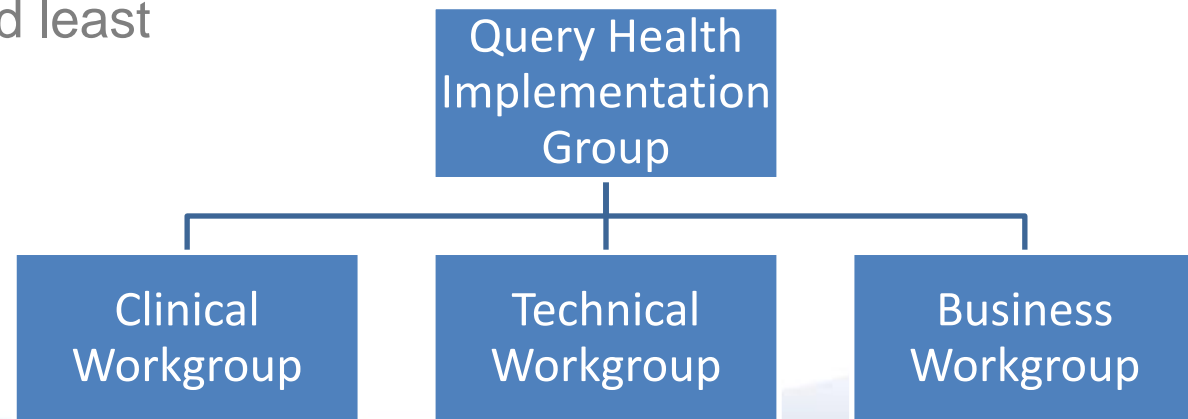 d least
Query Health
Implementation
Group
Clinical
Workgroup
Technical
Workgroup
Business
Workgroup